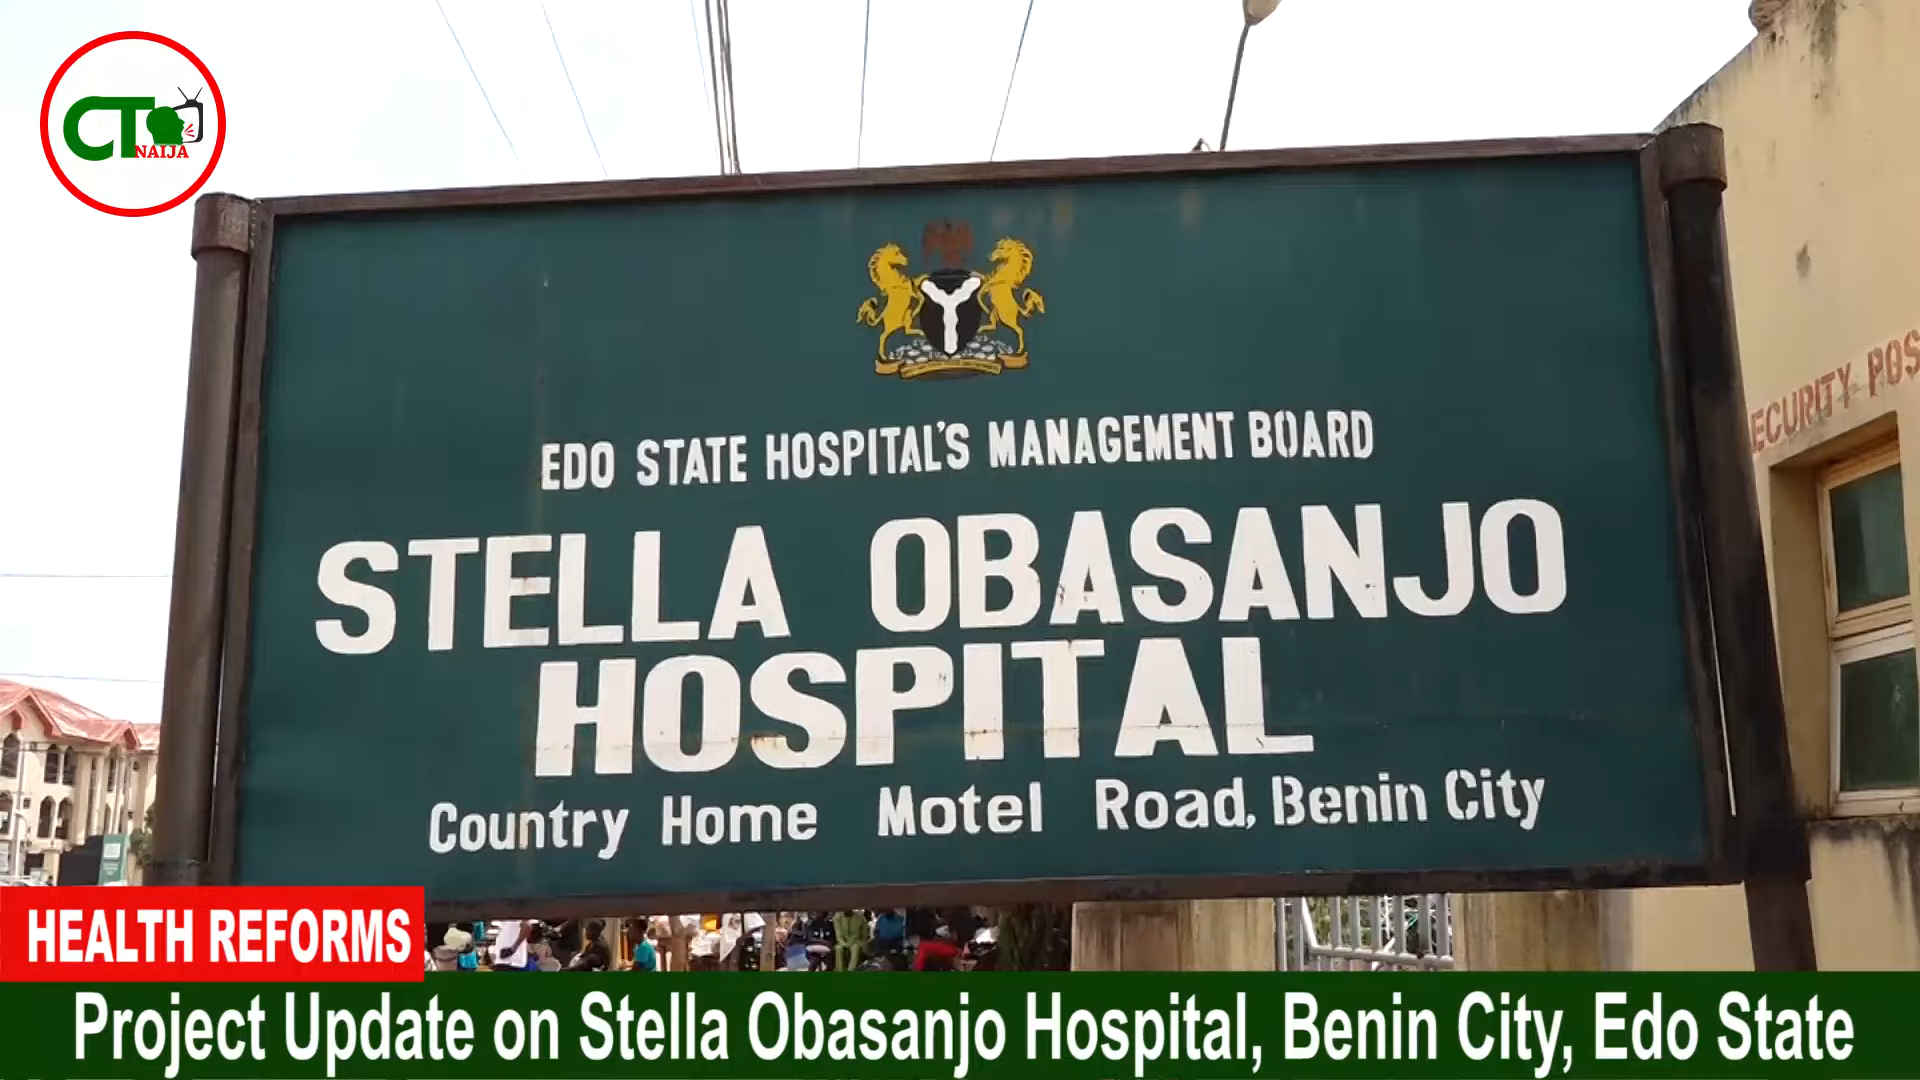 CT
NAIJA
EDO STATE HOSPITAL'S MANAGEMENT BOARD
STELLA OBASANJO
HOSPITAL
Country Home Motel Road, Benin City
ECURITY POS
HEALTH REFORMS
Project Update on Stella Obasanjo Hospital, Benin City, Edo State